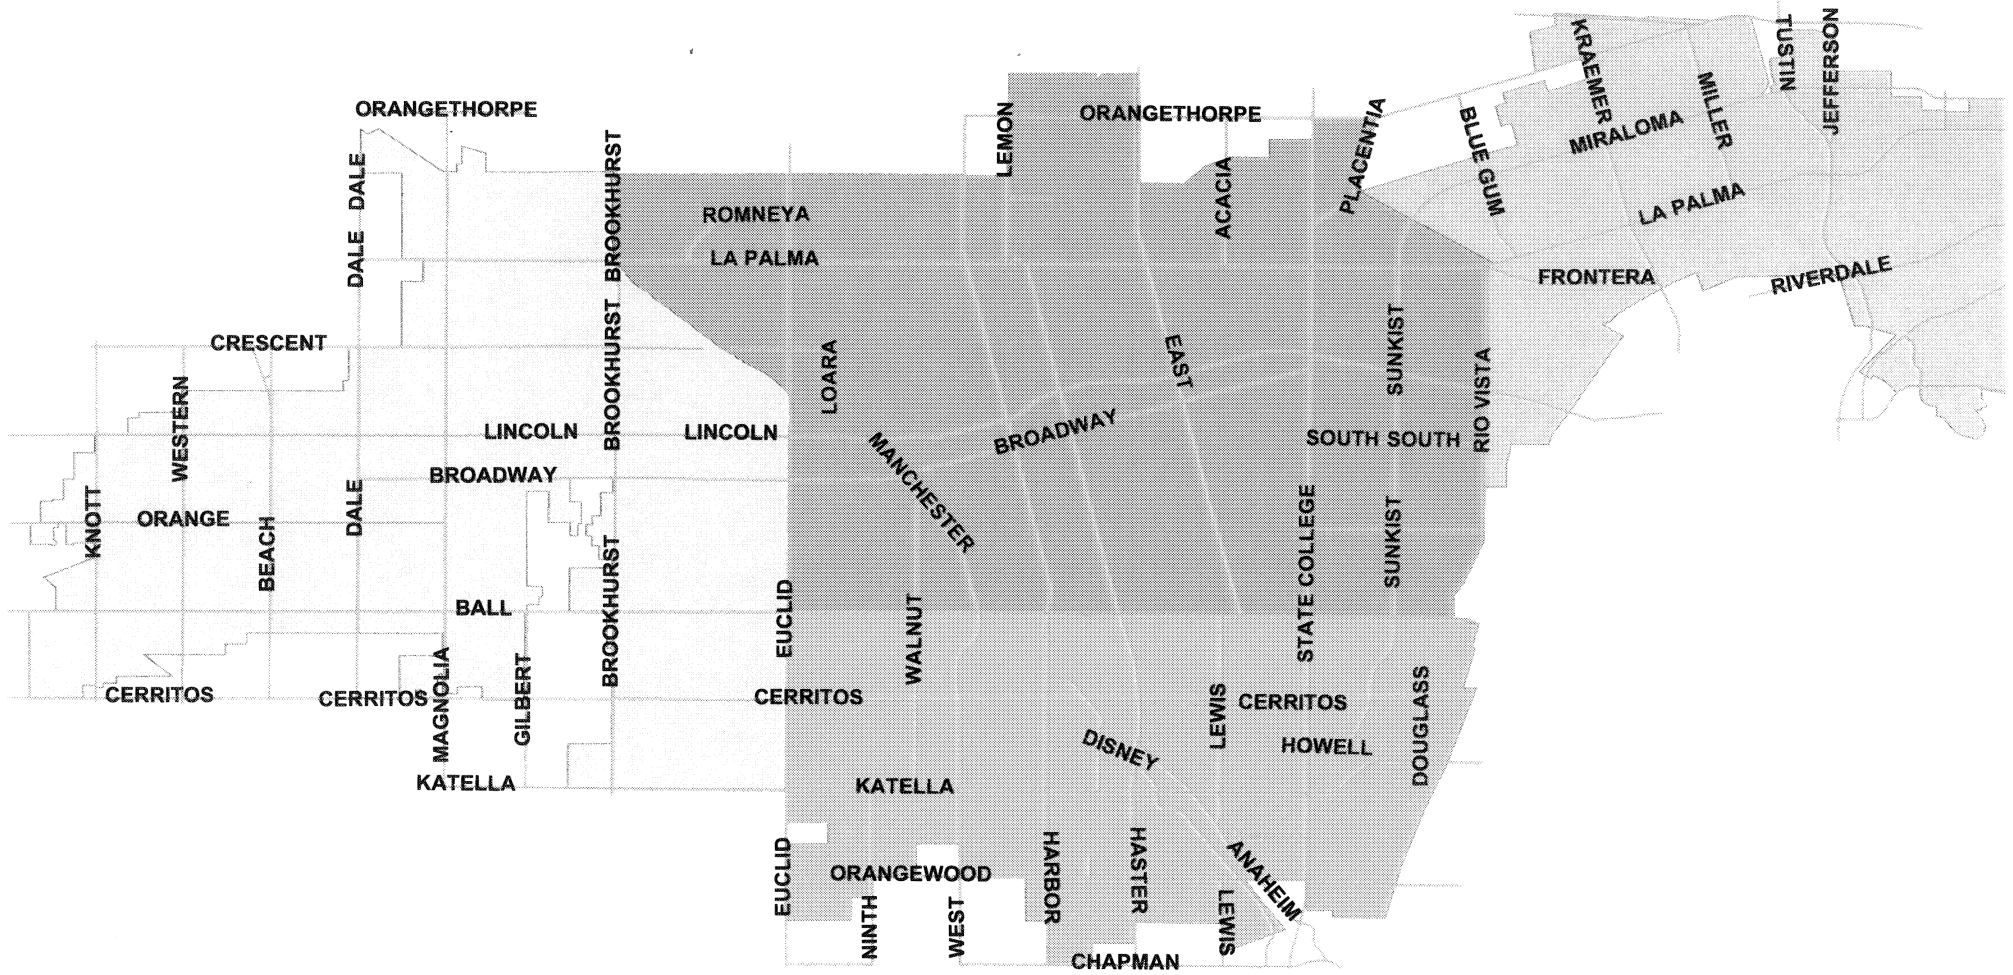 ORANGETHORPE
DALE
DALE
BROOKHURST
ROMNEYA
LA PALMA
LEMON
ORANGETHORPE
ACACIA
PLACENTIA
BLUE GUM
KRAEMER
MIRALOMA
MILLER
TUSTIN
JEFFERSON
LA PALMA
FRONTERA
RIVERDALE
CRESCENT
WESTERN
BROOKHURST
LOARA
EAST
SUNKIST
RIO VISTA
LINCOLN
LINCOLN
BROADWAY
SOUTH SOUTH
BROADWAY
MANCHESTER
KNOTT
ORANGE
BEACH
DALE
BROOKHURST
BALL
EUCLID
WALNUT
STATE COLLEGE
SUNKIST
CERRITOS
CERRITOS
MAGNOLIA
GILBERT
CERRITOS
LEWIS
CERRITOS
DOUGLASS
DISNEY
HOWELL
KATELLA
KATELLA
EUCLID
ORANGEWOOD
NINTH
WEST
HARBOR
HASTER
LEWIS
ANAHEIM
CHAPMAN